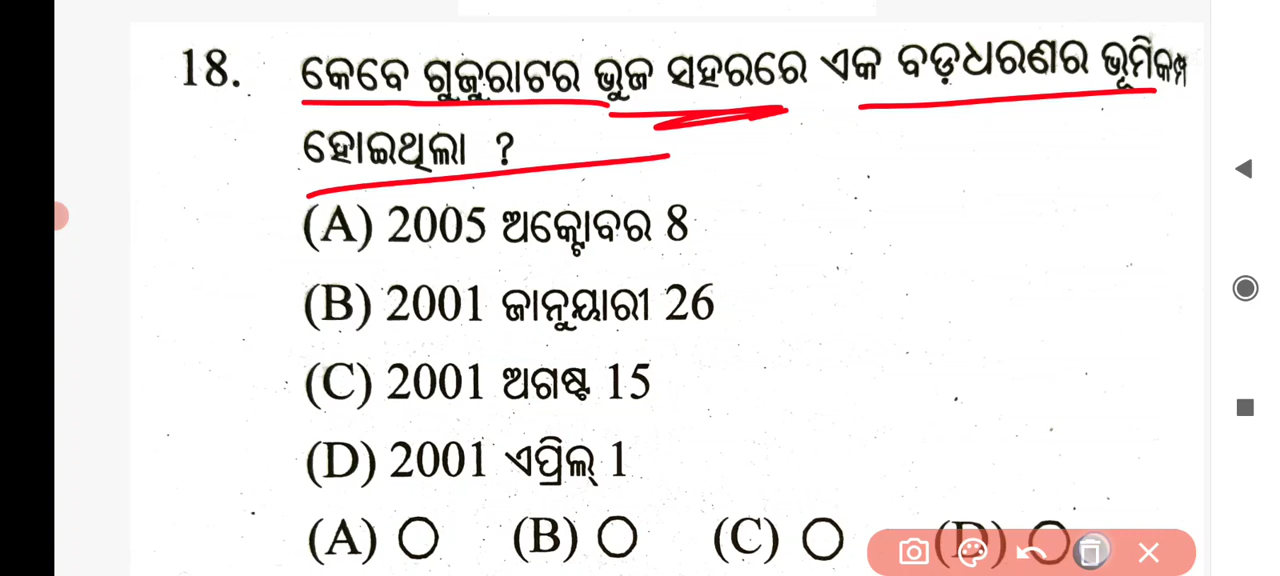 18. କେବେ ଗୁଜୁରାଟର ଭୁଜ ସହରରେ ଏକ ବଡ଼ଧରଣର ଭୂମିକମ୍ପ
ହୋଇଥିଲା ?
(A) 2005 ଅକ୍ଟୋବର 8
(B) 2001 ଜାନୁୟାରୀ 26
(C) 2001 ଅଗଷ୍ଟ 15
(D) 2001 ଏପ୍ରିଲ୍ 1
(A) (B) (C) (D)